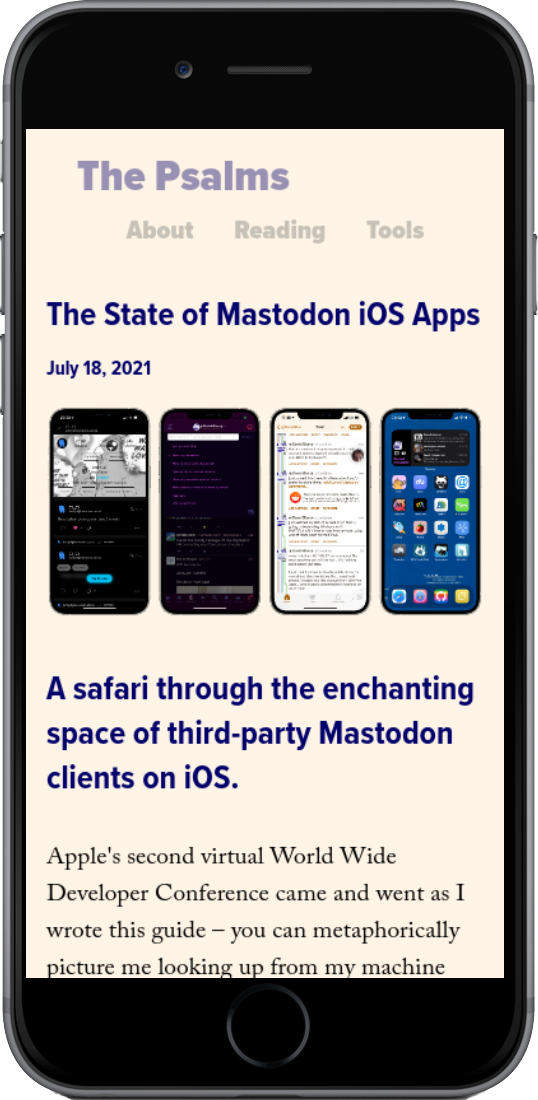 The Psalms
About Reading Tools
The State of Mastodon iOS Apps
July 18, 2021
A safari through the enchanting
space of third-party Mastodon
clients on iOS.
Apple's second virtual World Wide
Developer Conference came and went as I
wrote this guide – you can metaphorically
picture me looking up from my machine